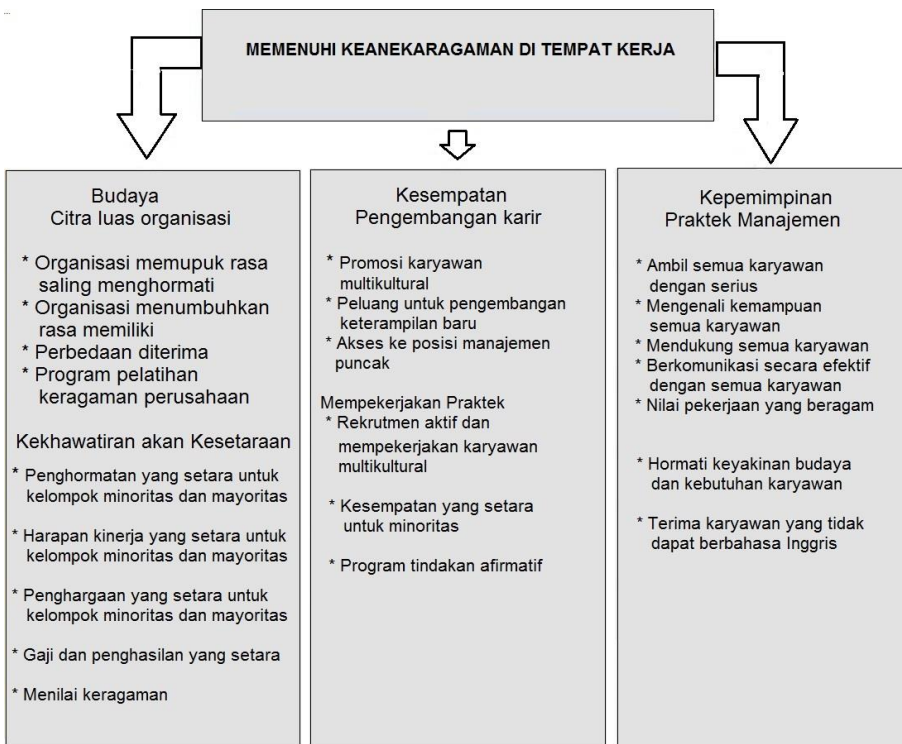 MEMENUHI KEANEKARAGAMAN DI TEMPAT KERJA
Budaya
Citra luas organisasi
* Organisasi memupuk rasa
saling menghormati
* Organisasi menumbuhkan
rasa memiliki
* Perbedaan diterima
* Program pelatihan
keragaman perusahaan
Kekhawatiran akan Kesetaraan
* Penghormatan yang setara untuk
kelompok minoritas dan mayoritas
* Harapan kinerja yang setara untuk
kelompok minoritas dan mayoritas
* Penghargaan yang setara untuk
kelompok minoritas dan mayoritas
* Gaji dan penghasilan yang setara
* Menilai keragaman
Kesempatan
Pengembangan karir
* Promosi karyawan
multikultural
* Peluang untuk pengembangan
keterampilan baru
* Akses ke posisi manajemen
puncak
Mempekerjakan Praktek
* Rekrutmen aktif dan
mempekerjakan karyawan
multikultural
* Kesempatan yang setara
untuk minoritas
* Program tindakan afirmatif
Kepemimpinan
Praktek Manajemen
* Ambil semua karyawan
dengan serius
* Mengenali kemampuan
semua karyawan
* Mendukung semua karyawan
* Berkomunikasi secara efektif
dengan semua karyawan
* Nilai pekerjaan yang beragam
* Hormati keyakinan budaya
dan kebutuhan karyawan
* Terima karyawan yang tidak
dapat berbahasa Inggris